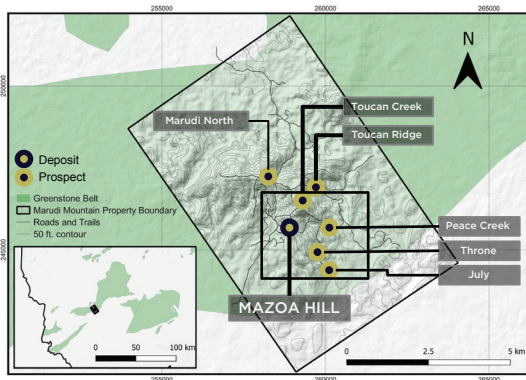 255000
260000
265000
N
250000
Toucan Creek
Marudi North
Toucan Ridge
Deposit
Prospect
Greenstone Belt
Marudi Mountain Property Boundary
Roads and Trails
50 ft. contour
Peace Creek
245000
Throne
July
MAZOA HILL
0 50 100 km
0 2.5 5 km
255000
260000
265000